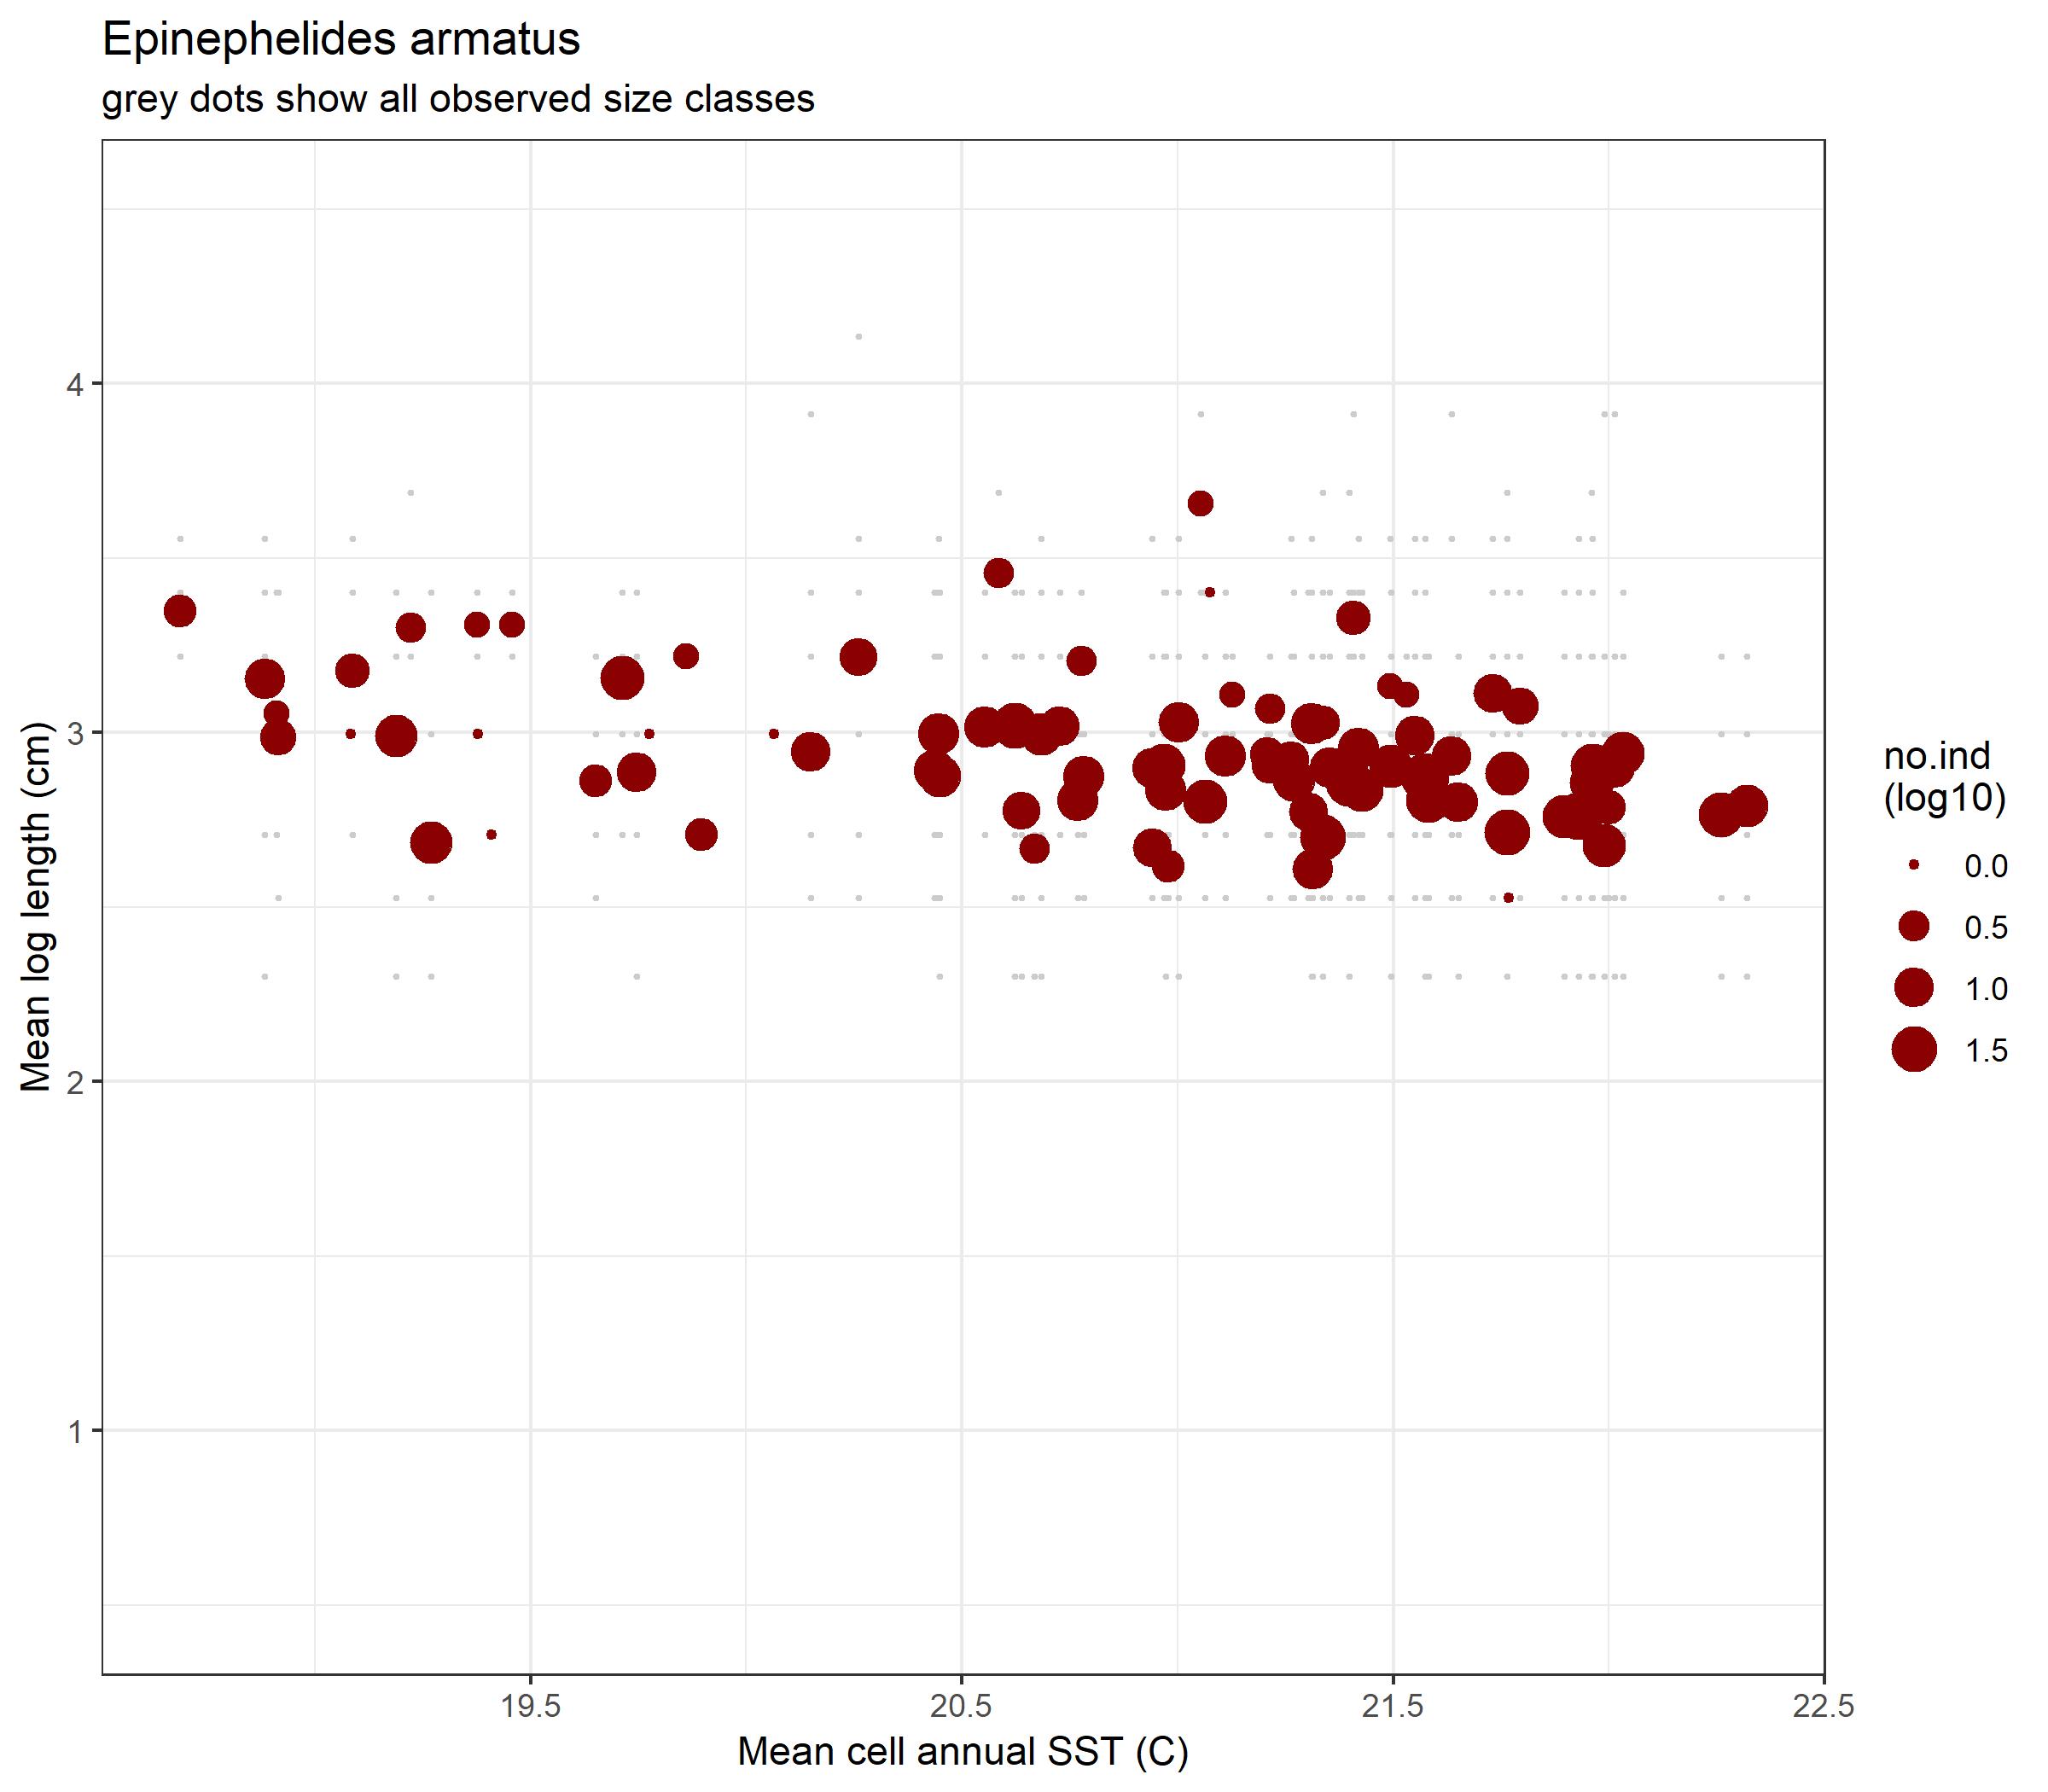 Epinephelides armatus
grey dots show all observed size classes
Mean log length (cm)
4
3
2
1
19.5
20.5
21.5
22.5
Mean cell annual SST (C)
no.ind
(log10)
0.0
0.5
1.0
1.5